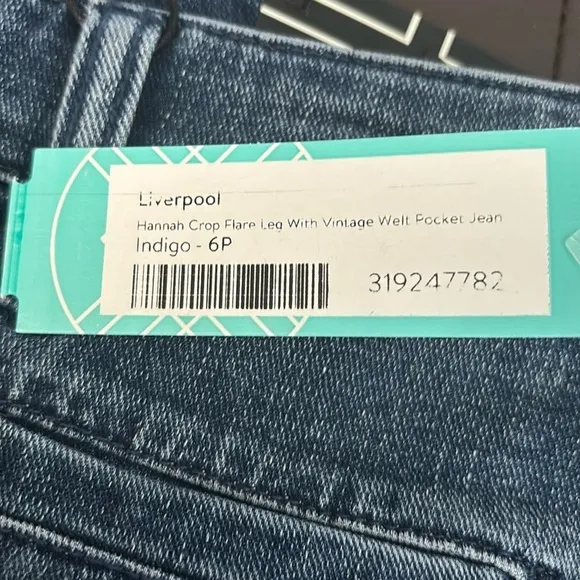 Liverpool
Hannah Crop Flare Leg With Vintage Welt Pocket Jean
Indigo - 6P
319247782